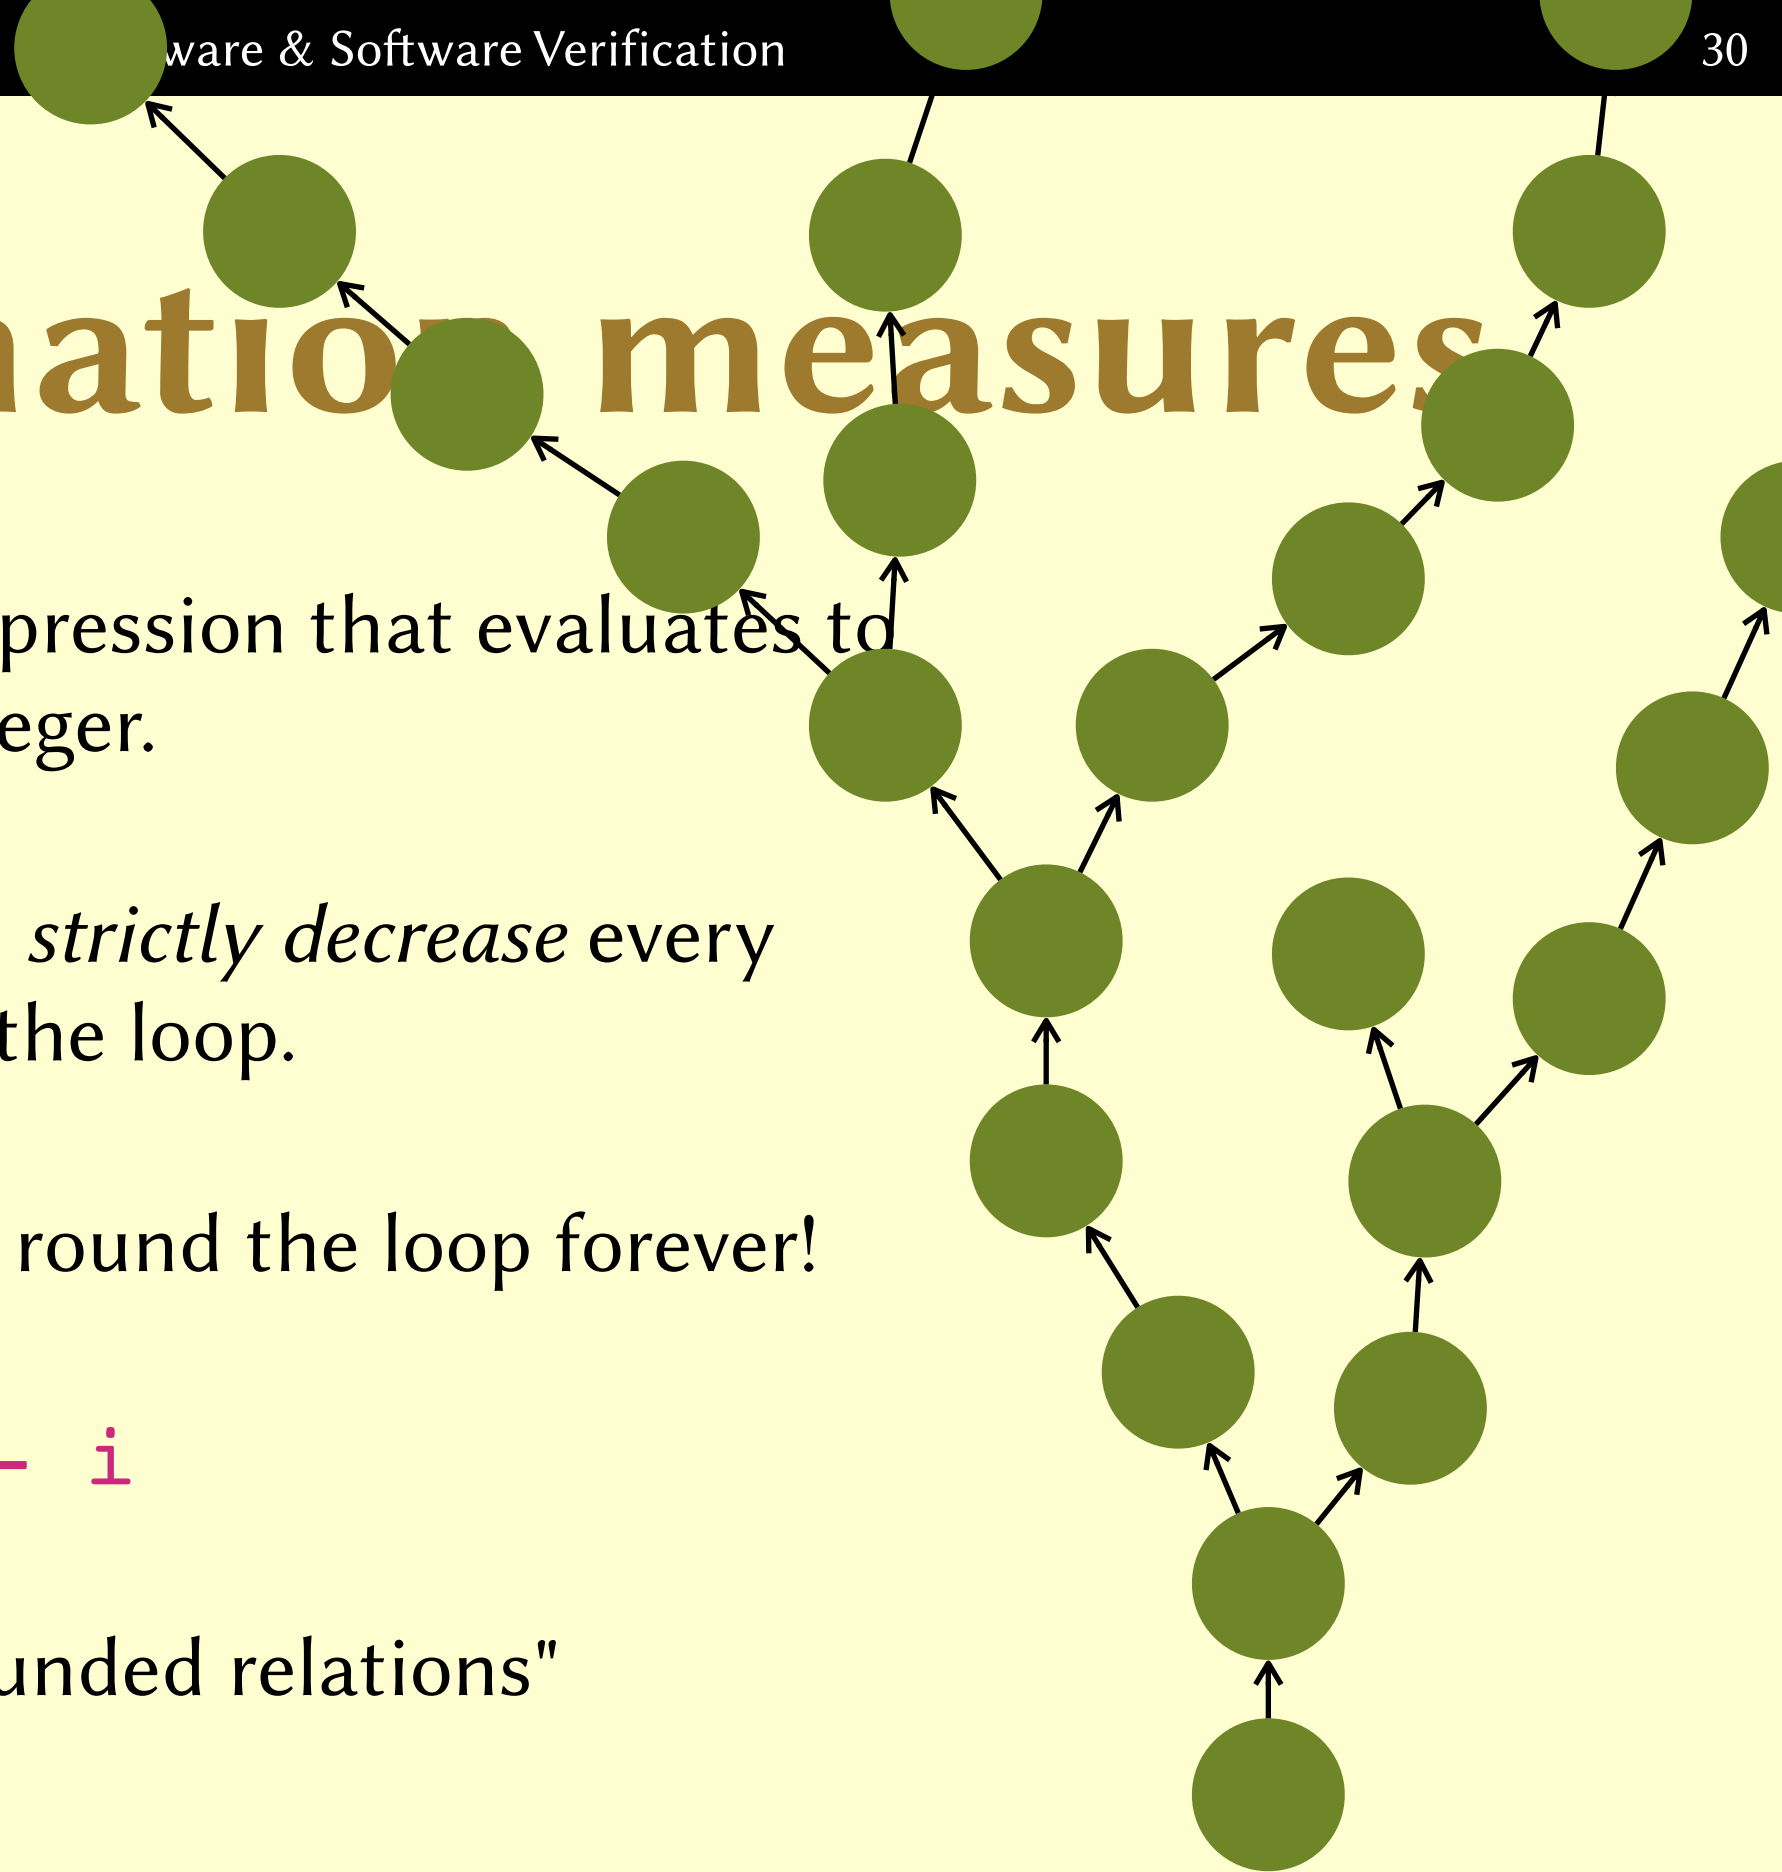 ware & Software Verification 30
nation measures
pression that evaluates to
eger.
strictly decrease every
the loop.
round the loop forever!
- i
unded relations"